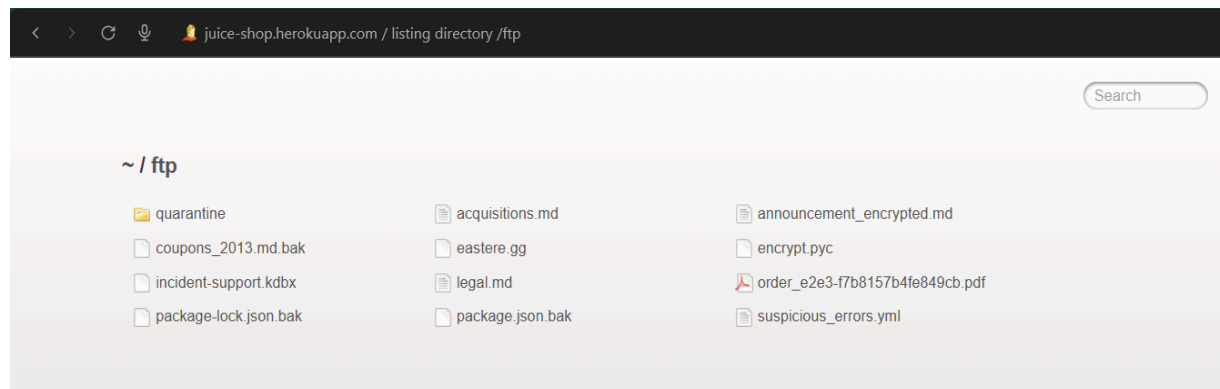 juice-shop.herokuapp.com / listing directory /ftp
Search
~ / ftp
quarantine acquisitions.md announcement_encrypted.md
coupons_2013.md.bak eastere.gg encrypt.pyc
incident-support.kdbx legal.md order_e2e3-f7b8157b4fe849cb.pdf
package-lock.json.bak package.json.bak suspicious_errors.yml